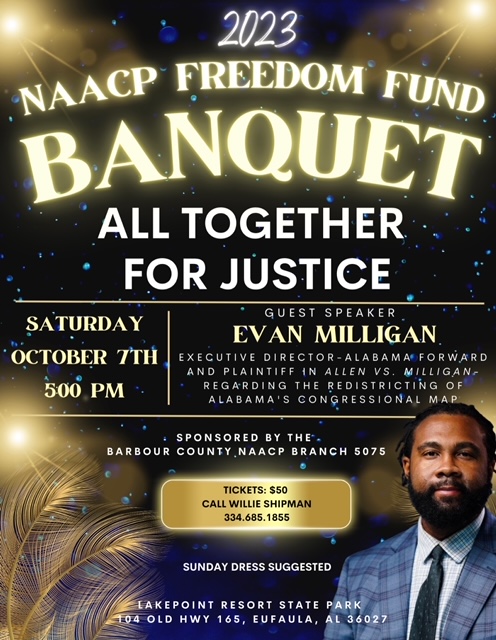 2023
NAACP FREEDOM FUND
BANQUET
ALL TOGETHER
FOR JUSTICE
SATURDAY
OCTOBER 7TH
5:00 PM
GUEST SPEAKER
EVAN MILLIGAN
EXECUTIVE DIRECTOR-ALABAMA FORWARD
AND PLAINTIFF IN ALLEN VS. MILLIGAN-
REGARDING THE REDISTRICTING OF
ALABAMA'S CONGRESSIONAL MAP
SPONSORED BY THE
BARBOUR COUNTY NAACP BRANCH 5075
TICKETS: $50
CALL WILLIE SHIPMAN
334.685.1855
SUNDAY DRESS SUGGESTED
LAKEPOINT RESORT STATE PARK
104 OLD HWY 165, EUFAULA, AL 36027